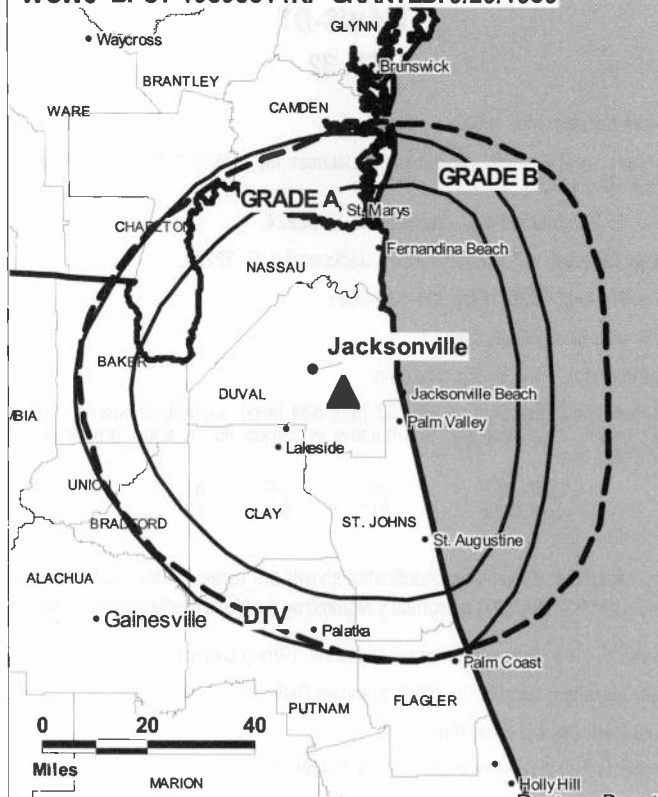 GLYNN
Waycross
Brunswick
BRANTLEY
WARE
CAMDEN
GRADE B
GRADE A
St. Marys
CHARLTON
Fernandina Beach
NASSAU
Jacksonville
BAKER
DUVAL
Jacksonville Beach
Palm Valley
Lakeside
UNION
CLAY
ST. JOHNS
BRADFORD
St. Augustine
ALACHUA
Gainesville
DTV
Palatka
Palm Coast
FLAGLER
PUTNAM
0 20 40
Miles
MARION
Holly Hill